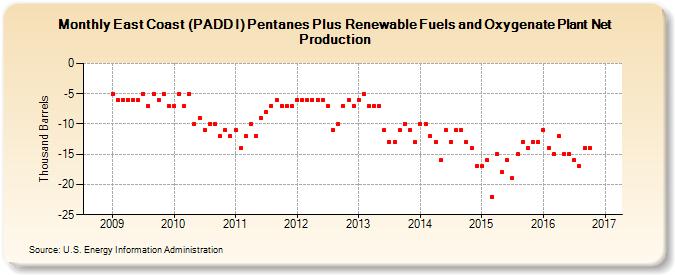 Monthly East Coast (PADD I) Pentanes Plus Renewable Fuels and Oxygenate Plant Net
Production
Thousand Barrels
0
-5
-10
-15
-20
-25
2009 2010 2011 2012 2013 2014 2015 2016 2017
Source: U.S. Energy Information Administration